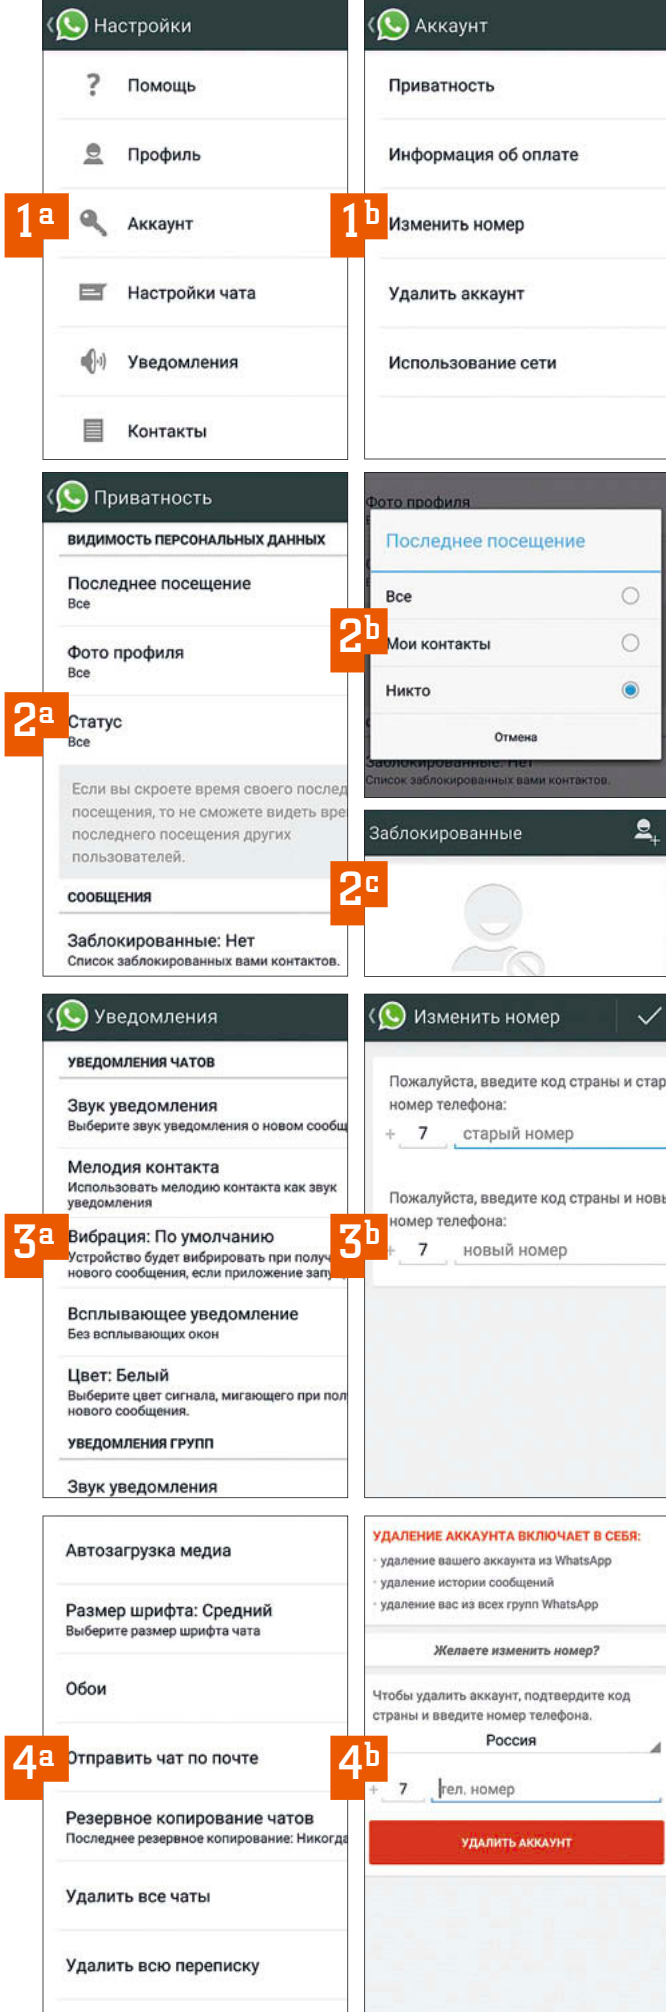 Настройки
Помощь
Профиль
1a
Аккаунт
Настройки чата
Уведомления
Контакты
Аккаунт
Приватность
Информация об оплате
1b
Изменить номер
Удалить аккаунт
Использование сети
Приватность
ВИДИМОСТЬ ПЕРСОНАЛЬНЫХ ДАННЫХ
Последнее посещение
Все
Фото профиля
Все
2a
Статус
Все
Если вы скроете время своего послед
посещения, то не сможете видеть вре
последнего посещения других
пользователей.
СООБЩЕНИЯ
Заблокированные: Нет
Список заблокированных вами контактов.
Фото профиля
Последнее посещение
Все
2b
Мои контакты
Никто
Отмена
Заблокированные: Нет
Список заблокированных вами контактов.
Заблокированные
2c
Уведомления
УВЕДОМЛЕНИЯ ЧАТОВ
Звук уведомления
Выберите звук уведомления о новом сообщ
Мелодия контакта
Использовать мелодию контакта как звук
уведомления
3a
Вибрация: По умолчанию
Устройство будет вибрировать при получ
нового сообщения, если приложение запу
Всплывающее уведомление
Без всплывающих окон
Цвет: Белый
Выберите цвет сигнала, мигающего при пол
нового сообщения.
УВЕДОМЛЕНИЯ ГРУПП
Звук уведомления
Изменить номер
Пожалуйста, введите код страны и стар
номер телефона:
+ 7 старый номер
Пожалуйста, введите код страны и новы
номер телефона:
3b
+ 7 новый номер
Автозагрузка медиа
Размер шрифта: Средний
Выберите размер шрифта чата
Обои
4a
Отправить чат по почте
Резервное копирование чатов
Последнее резервное копирование: Никогда
Удалить все чаты
Удалить всю переписку
УДАЛЕНИЕ АККАУНТА ВКЛЮЧАЕТ В СЕБЯ:
· удаление вашего аккаунта из WhatsApp
· удаление истории сообщений
· удаление вас из всех групп WhatsApp
Желаете изменить номер?
Чтобы удалить аккаунт, подтвердите код
страны и введите номер телефона.
Россия
4b
+ 7 тел. номер
УДАЛИТЬ АККАУНТ